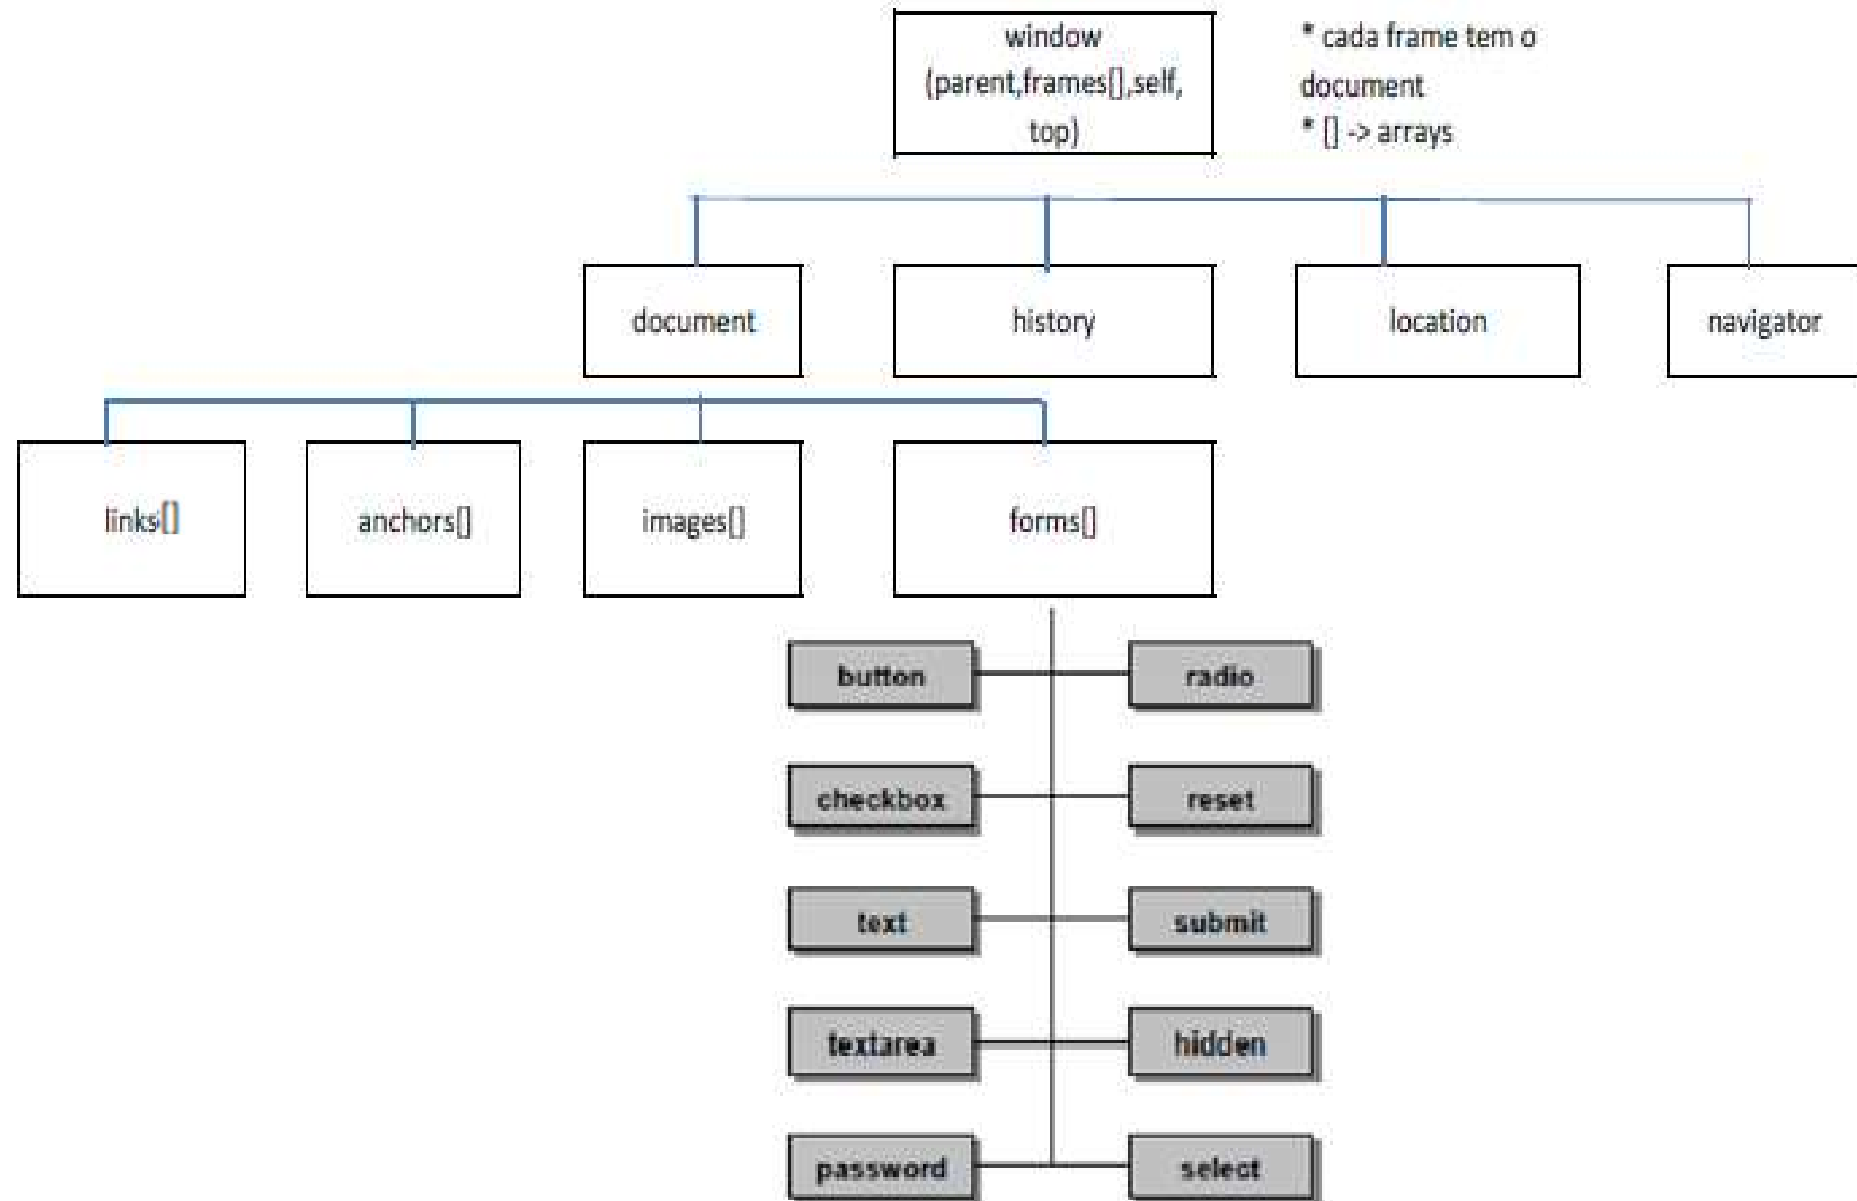 window
(parent,frames[],self,
top)
* cada frame tem o
document
* [] -> arrays
document
history
location
navigator
links[]
anchors[]
images[]
forms[]
button
radio
checkbox
reset
text
submit
textarea
hidden
password
select